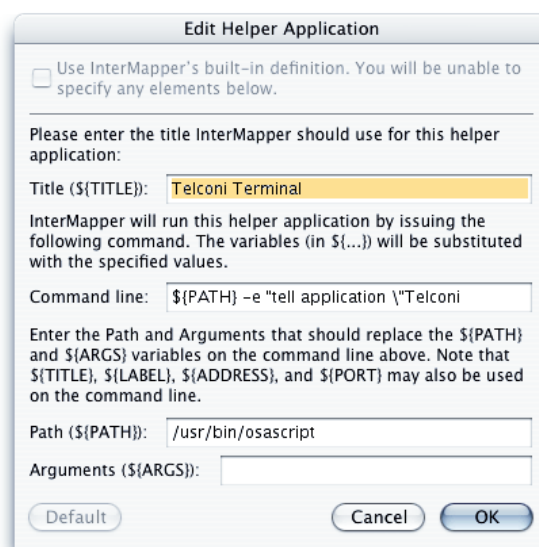 Edit Helper Application
Use InterMapper's built-in definition. You will be unable to
specify any elements below.
Please enter the title InterMapper should use for this helper
application:
Title (${TITLE}): Telconi Terminal
InterMapper will run this helper application by issuing the
following command. The variables (in ${...}) will be substituted
with the specified values.
Command line: ${PATH} -e "tell application \"Telconi
Enter the Path and Arguments that should replace the ${PATH}
and ${ARGS} variables on the command line above. Note that
${TITLE}, ${LABEL}, ${ADDRESS}, and ${PORT} may also be used
on the command line.
Path (${PATH}): /usr/bin/osascript
Arguments (${ARGS}):
Default Cancel OK